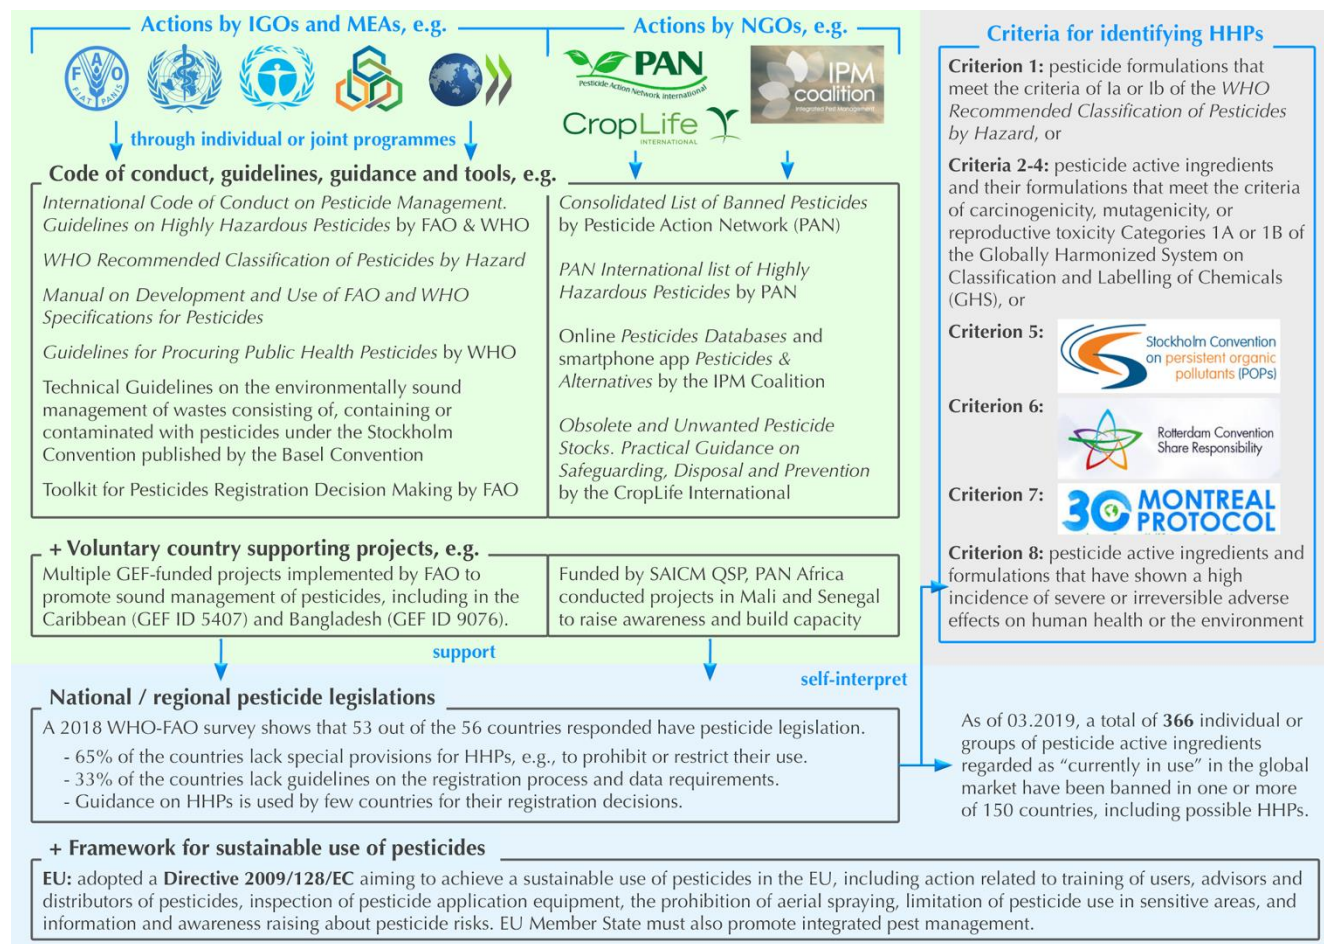 Actions by IGOs and MEAs, e.g.
Actions by NGOs, e.g.
F A O
FIAT PANIS
PAN
Pesticide Action Network International
IPM
coalition
Integrated Pest Management
CropLife
INTERNATIONAL
through individual or joint programmes
Code of conduct, guidelines, guidance and tools, e.g.
International Code of Conduct on Pesticide Management.
Guidelines on Highly Hazardous Pesticides by FAO & WHO
WHO Recommended Classification of Pesticides by Hazard
Manual on Development and Use of FAO and WHO
Specifications for Pesticides
Guidelines for Procuring Public Health Pesticides by WHO
Technical Guidelines on the environmentally sound
management of wastes consisting of, containing or
contaminated with pesticides under the Stockholm
Convention published by the Basel Convention
Toolkit for Pesticides Registration Decision Making by FAO
Consolidated List of Banned Pesticides
by Pesticide Action Network (PAN)
PAN International list of Highly
Hazardous Pesticides by PAN
Online Pesticides Databases and
smartphone app Pesticides &
Alternatives by the IPM Coalition
Obsolete and Unwanted Pesticide
Stocks. Practical Guidance on
Safeguarding, Disposal and Prevention
by the CropLife International
+ Voluntary country supporting projects, e.g.
Multiple GEF-funded projects implemented by FAO to
promote sound management of pesticides, including in the
Caribbean (GEF ID 5407) and Bangladesh (GEF ID 9076).
Funded by SAICM QSP, PAN Africa
conducted projects in Mali and Senegal
to raise awareness and build capacity
support
self-interpret
Criteria for identifying HHPs
Criterion 1: pesticide formulations that
meet the criteria of Ia or Ib of the WHO
Recommended Classification of Pesticides
by Hazard, or
Criteria 2-4: pesticide active ingredients
and their formulations that meet the criteria
of carcinogenicity, mutagenicity, or
reproductive toxicity Categories 1A or 1B of
the Globally Harmonized System on
Classification and Labelling of Chemicals
(GHS), or
Criterion 5:
Stockholm Convention
on persistent organic
pollutants (POPs)
Criterion 6:
Rotterdam Convention
Share Responsibility
Criterion 7:
30 MONTREAL
PROTOCOL
Criterion 8: pesticide active ingredients and
formulations that have shown a high
incidence of severe or irreversible adverse
effects on human health or the environment
National / regional pesticide legislations
A 2018 WHO-FAO survey shows that 53 out of the 56 countries responded have pesticide legislation.
- 65% of the countries lack special provisions for HHPs, e.g., to prohibit or restrict their use.
- 33% of the countries lack guidelines on the registration process and data requirements.
- Guidance on HHPs is used by few countries for their registration decisions.
As of 03.2019, a total of 366 individual or
groups of pesticide active ingredients
regarded as “currently in use” in the global
market have been banned in one or more
of 150 countries, including possible HHPs.
+ Framework for sustainable use of pesticides
EU: adopted a Directive 2009/128/EC aiming to achieve a sustainable use of pesticides in the EU, including action related to training of users, advisors and
distributors of pesticides, inspection of pesticide application equipment, the prohibition of aerial spraying, limitation of pesticide use in sensitive areas, and
information and awareness raising about pesticide risks. EU Member State must also promote integrated pest management.